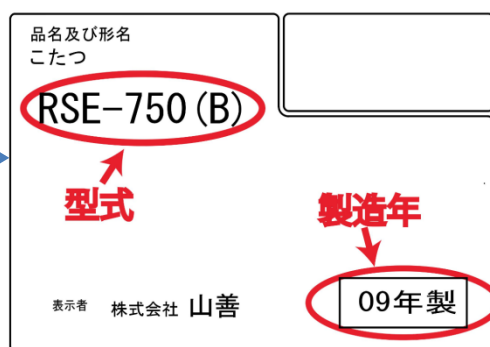 品名及び形名
こたつ
RSE-750(B)
型式
製造年
表示者 株式会社 山善
09年製